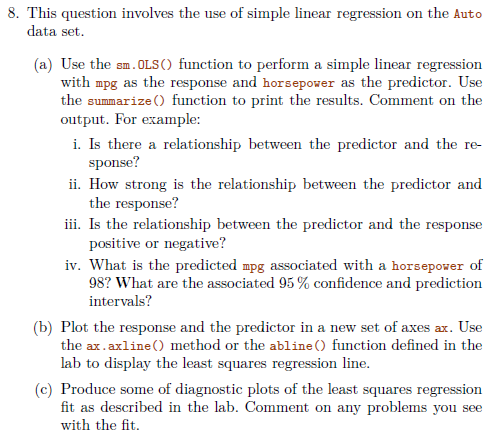 8. This question involves the use of simple linear regression on the Auto
data set.
(a) Use the sm.OLS() function to perform a simple linear regression
with mpg as the response and horsepower as the predictor. Use
the summarize() function to print the results. Comment on the
output. For example:
i. Is there a relationship between the predictor and the re-
sponse?
ii. How strong is the relationship between the predictor and
the response?
iii. Is the relationship between the predictor and the response
positive or negative?
iv. What is the predicted mpg associated with a horsepower of
98? What are the associated 95 % confidence and prediction
intervals?
(b) Plot the response and the predictor in a new set of axes ax. Use
the ax.axline() method or the abline() function defined in the
lab to display the least squares regression line.
(c) Produce some of diagnostic plots of the least squares regression
fit as described in the lab. Comment on any problems you see
with the fit.